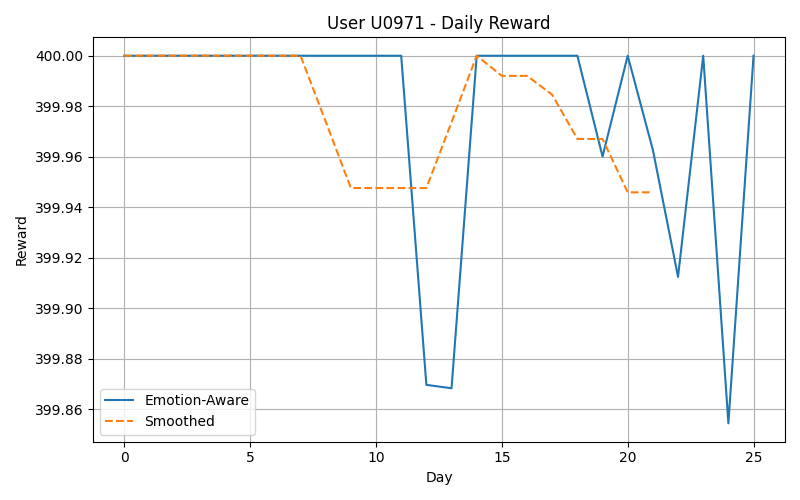 User U0971 - Daily Reward
400.00
399.98
399.96
399.94
399.92
399.90
399.88
399.86
Reward
Emotion-Aware
Smoothed
0 5 10 15 20 25
Day